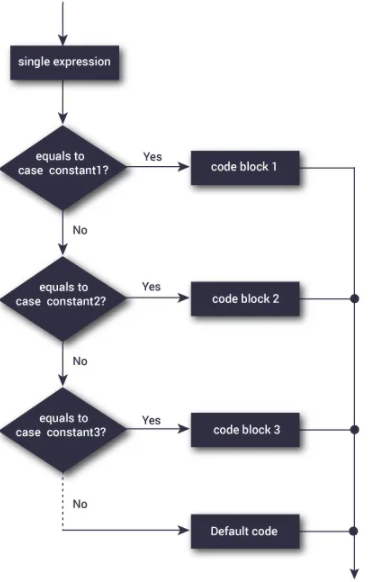 single expression
equals to
case constant1?
Yes
code block 1
No
equals to
case constant2?
Yes
code block 2
No
equals to
case constant3?
Yes
code block 3
No
Default code